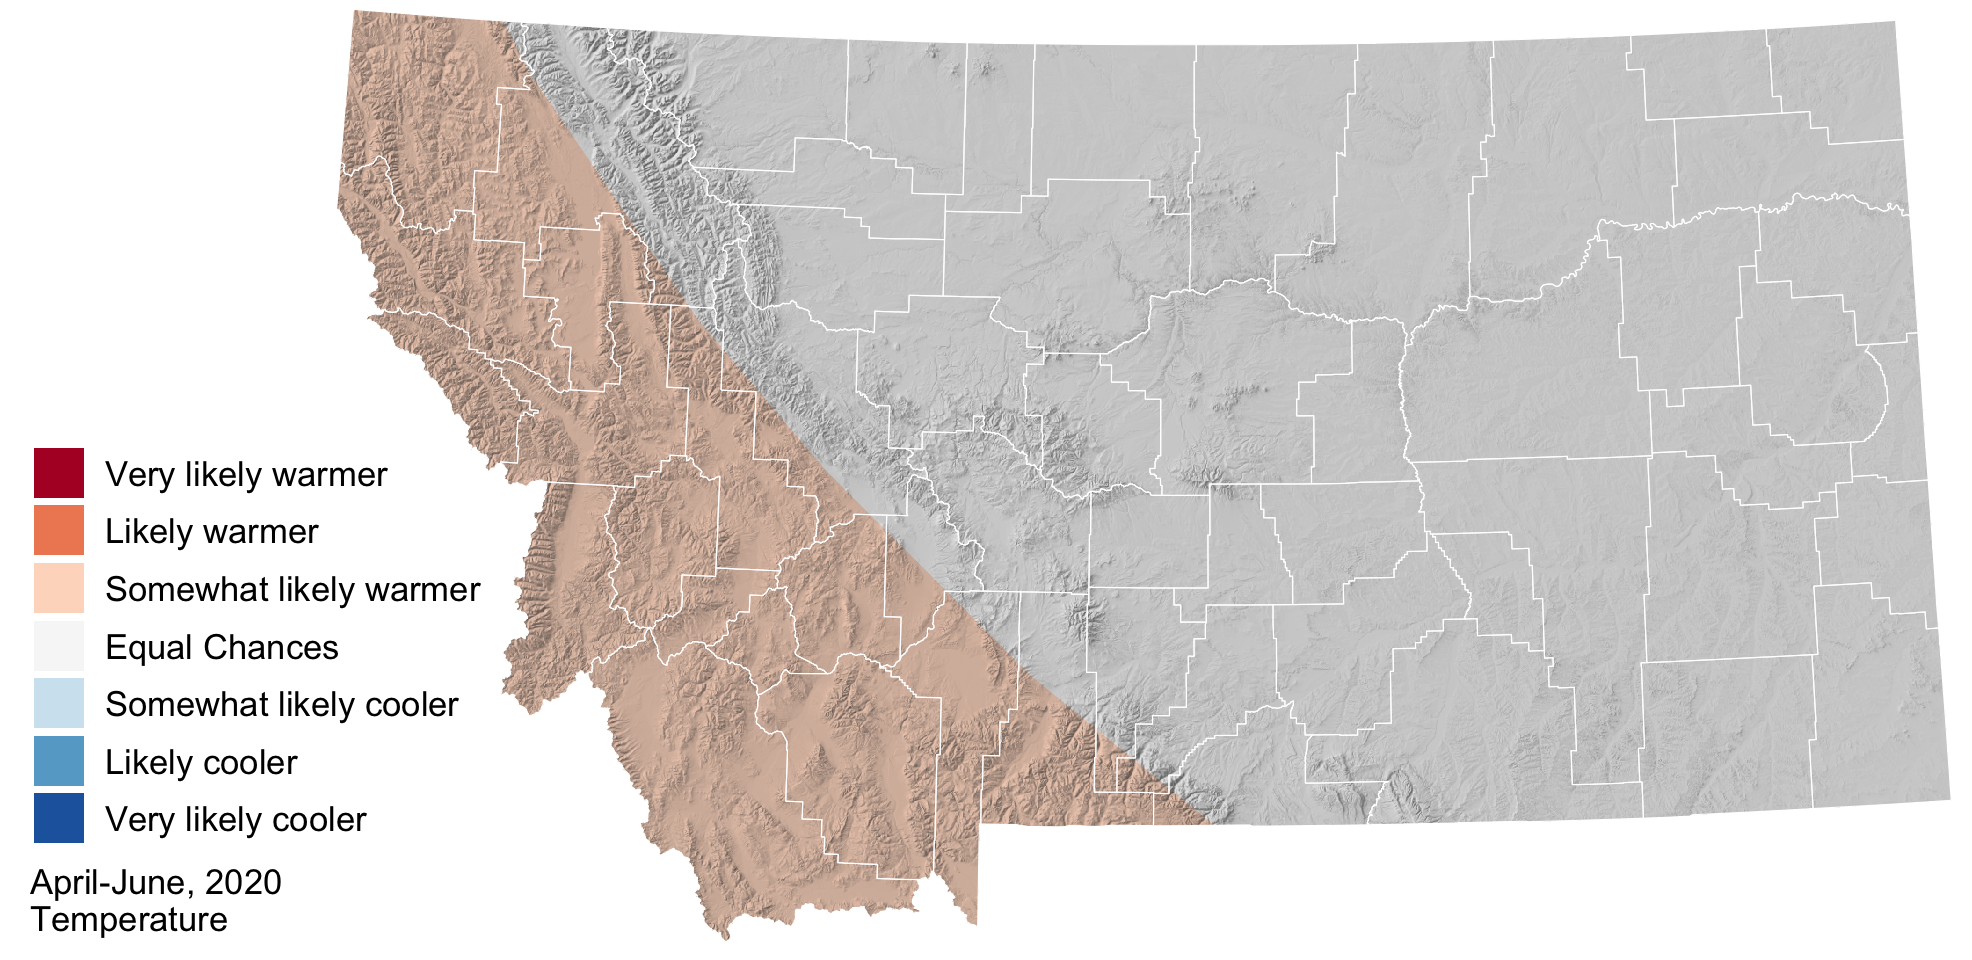 Very likely warmer
Likely warmer
Somewhat likely warmer
Equal Chances
Somewhat likely cooler
Likely cooler
Very likely cooler
April-June, 2020
Temperature